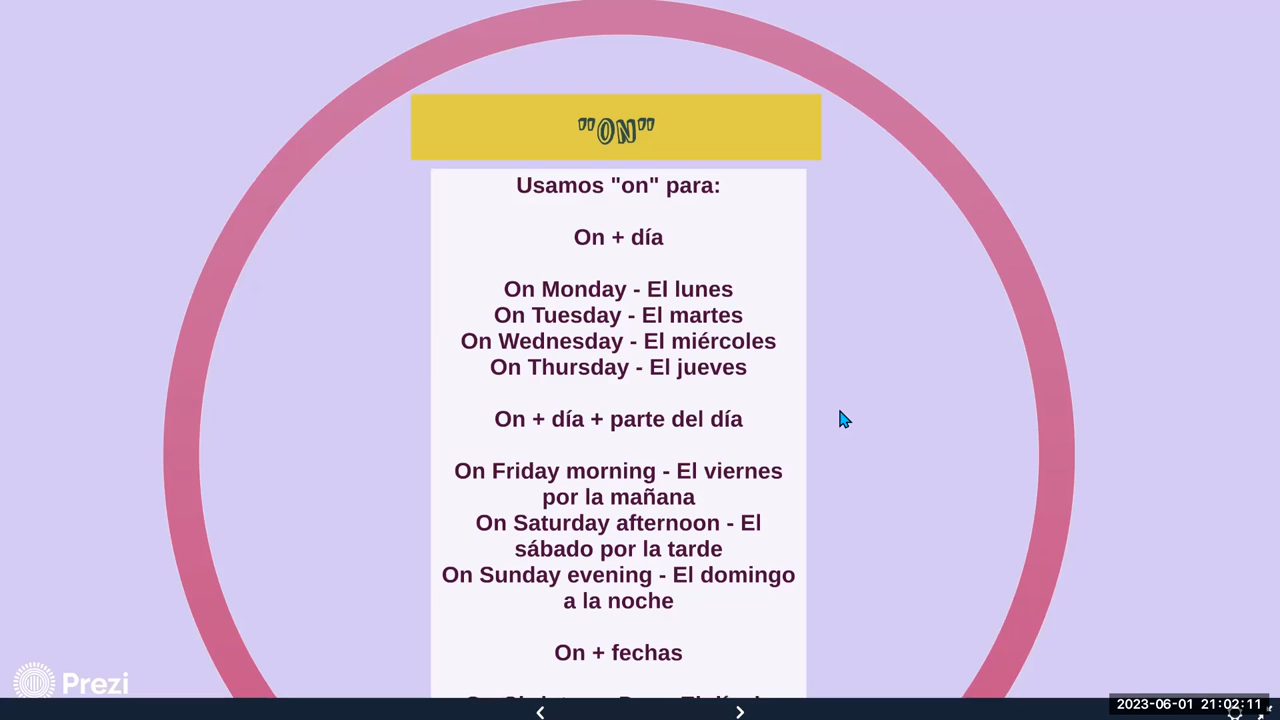 "ON"
Usamos "on" para:
On + día
On Monday - El lunes
On Tuesday - El martes
On Wednesday - El miércoles
On Thursday - El jueves
On + día + parte del día
On Friday morning - El viernes
por la mañana
On Saturday afternoon - El
sábado por la tarde
On Sunday evening - El domingo
a la noche
On + fechas
Prezi
2023-06-01 21:02:11